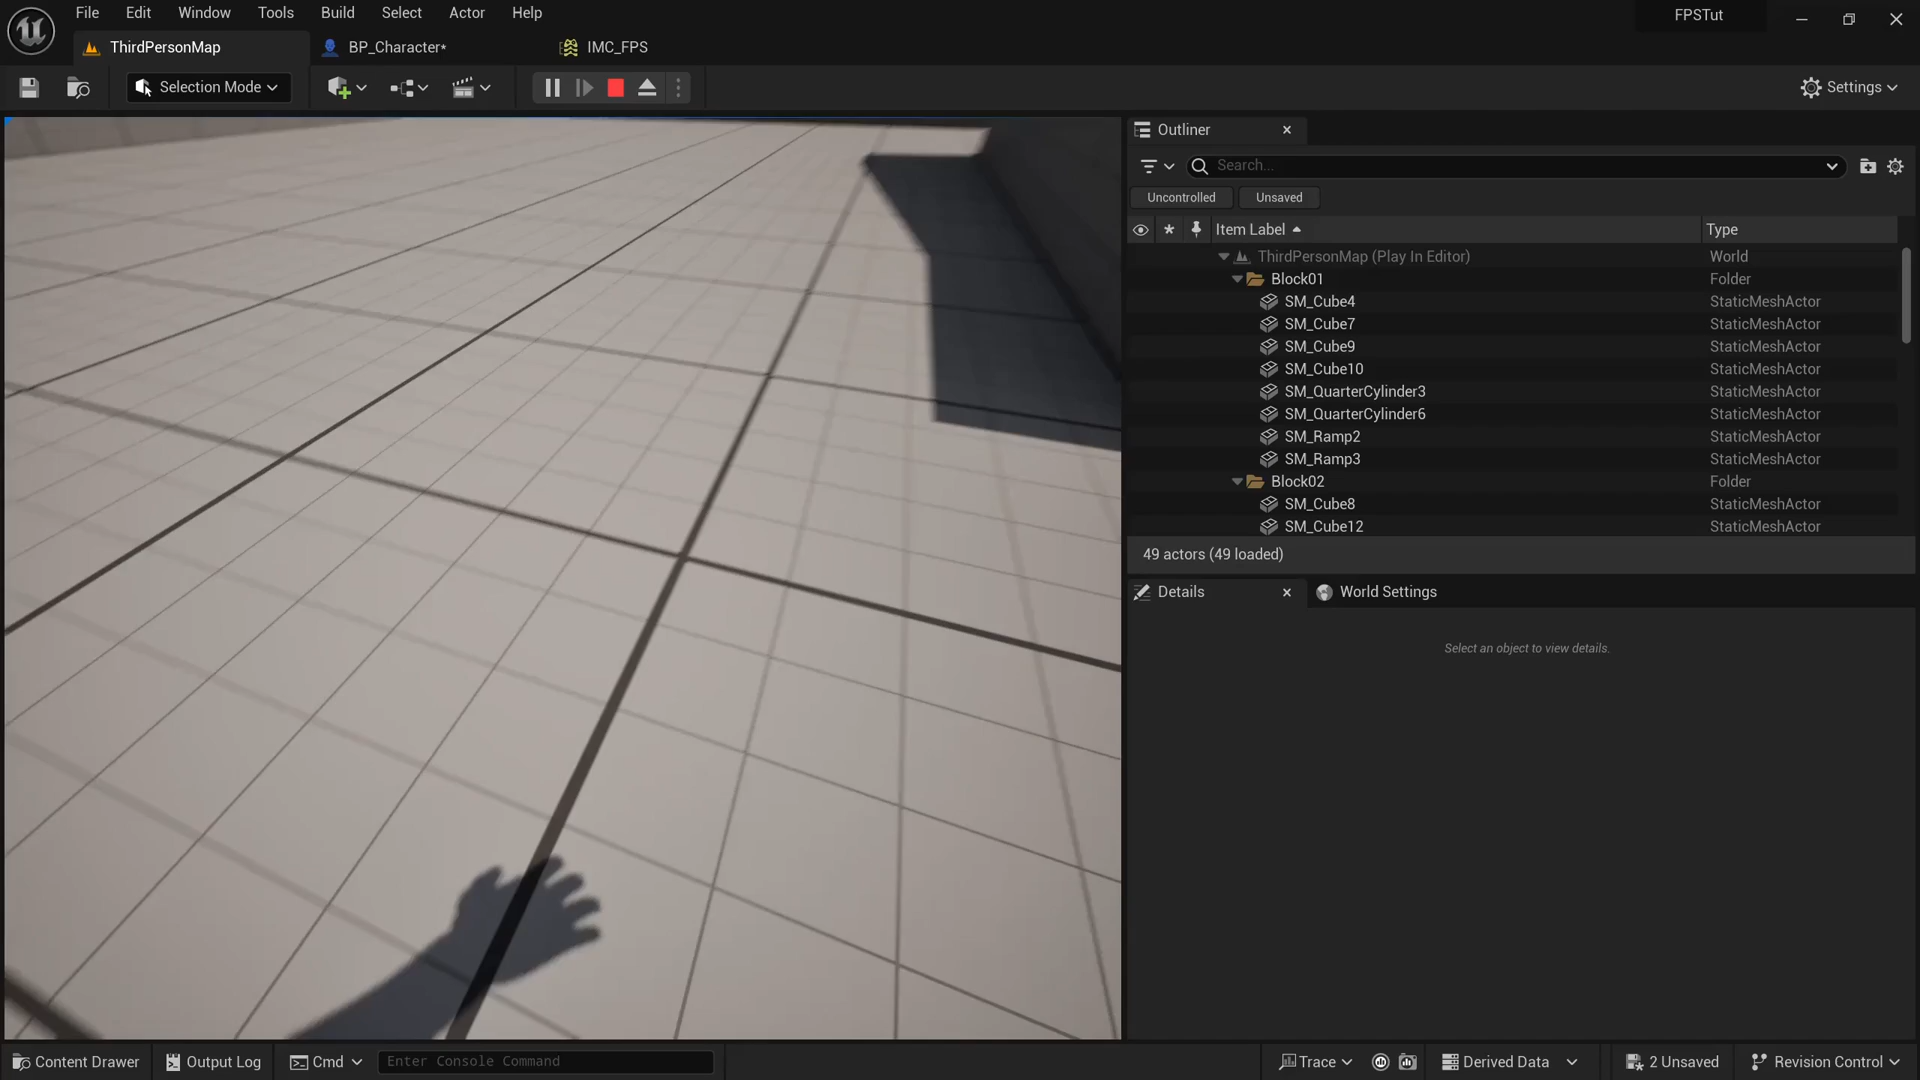 File Edit Window Tools Build Select Actor Help
FPSTut
ThirdPersonMap
BP_Character*
IMC_FPS
Selection Mode
Settings
Outliner
Search...
Uncontrolled
Unsaved
Item Label
Type
ThirdPersonMap (Play In Editor) World
Block01 Folder
SM_Cube4 StaticMeshActor
SM_Cube7 StaticMeshActor
SM_Cube9 StaticMeshActor
SM_Cube10 StaticMeshActor
SM_QuarterCylinder3 StaticMeshActor
SM_QuarterCylinder6 StaticMeshActor
SM_Ramp2 StaticMeshActor
SM_Ramp3 StaticMeshActor
Block02 Folder
SM_Cube8 StaticMeshActor
SM_Cube12 StaticMeshActor
49 actors (49 loaded)
Details
World Settings
Select an object to view details.
Content Drawer
Output Log
Cmd
Enter Console Command
Trace
Derived Data
2 Unsaved
Revision Control